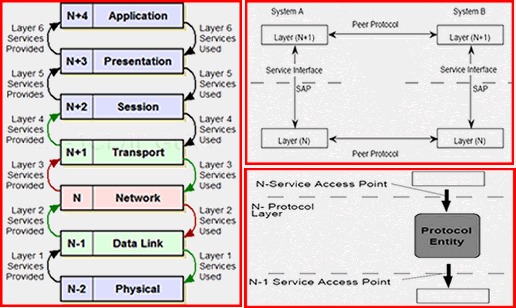 N+4 Application
Layer 6
Services
Provided
Layer 6
Services
Used
N+3 Presentation
Layer 5
Services
Provided
Layer 5
Services
Used
N+2 Session
Layer 4
Services
Provided
Layer 4
Services
Used
N+1 Transport
Layer 3
Services
Provided
Layer 3
Services
Used
N Network
Layer 2
Services
Provided
Layer 2
Services
Used
N-1 Data Link
Layer 1
Services
Provided
Layer 1
Services
Used
N-2 Physical
System A
System B
Layer (N+1)
Peer Protocol
Layer (N+1)
Service Interface
Service Interface
SAP
SAP
Layer (N)
Layer (N)
Peer Protocol
N-Service Access Point
N- Protocol
Layer
Protocol
Entity
N-1 Service Access Point